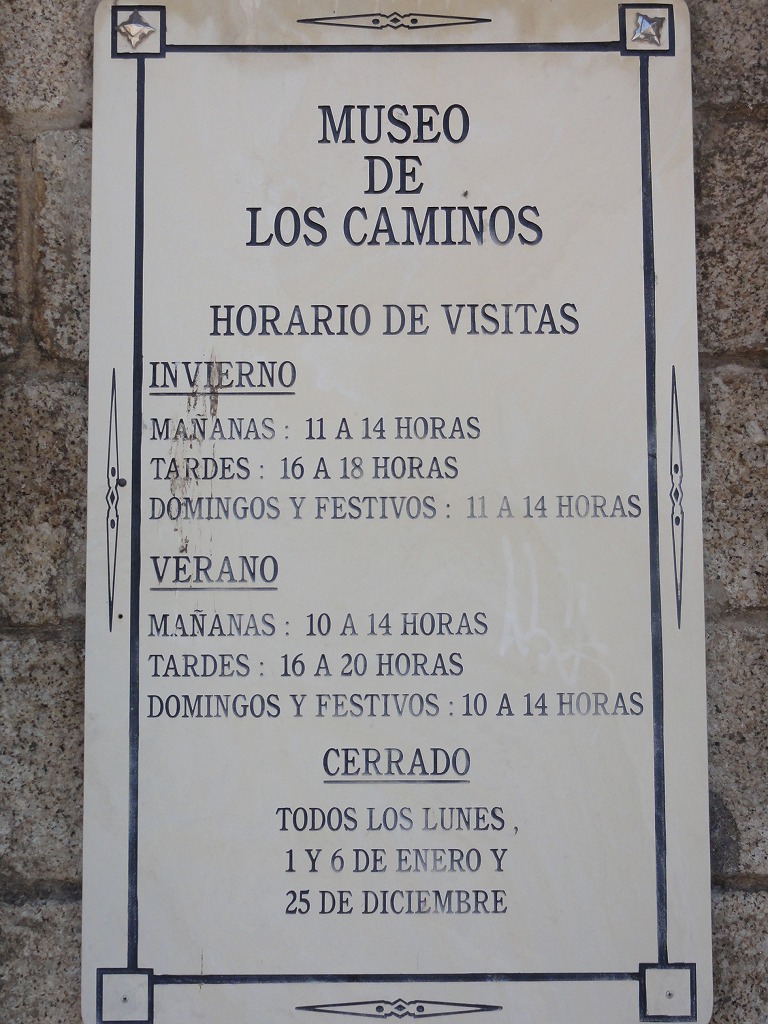 MUSEO
DE
LOS CAMINOS
HORARIO DE VISITAS
INVIERNO
MAÑANAS : 11 A 14 HORAS
TARDES : 16 A 18 HORAS
DOMINGOS Y FESTIVOS : 11 A 14 HORAS
VERANO
MAÑANAS : 10 A 14 HORAS
TARDES : 16 A 20 HORAS
DOMINGOS Y FESTIVOS : 10 A 14 HORAS
CERRADO
TODOS LOS LUNES ,
1 Y 6 DE ENERO Y
25 DE DICIEMBRE